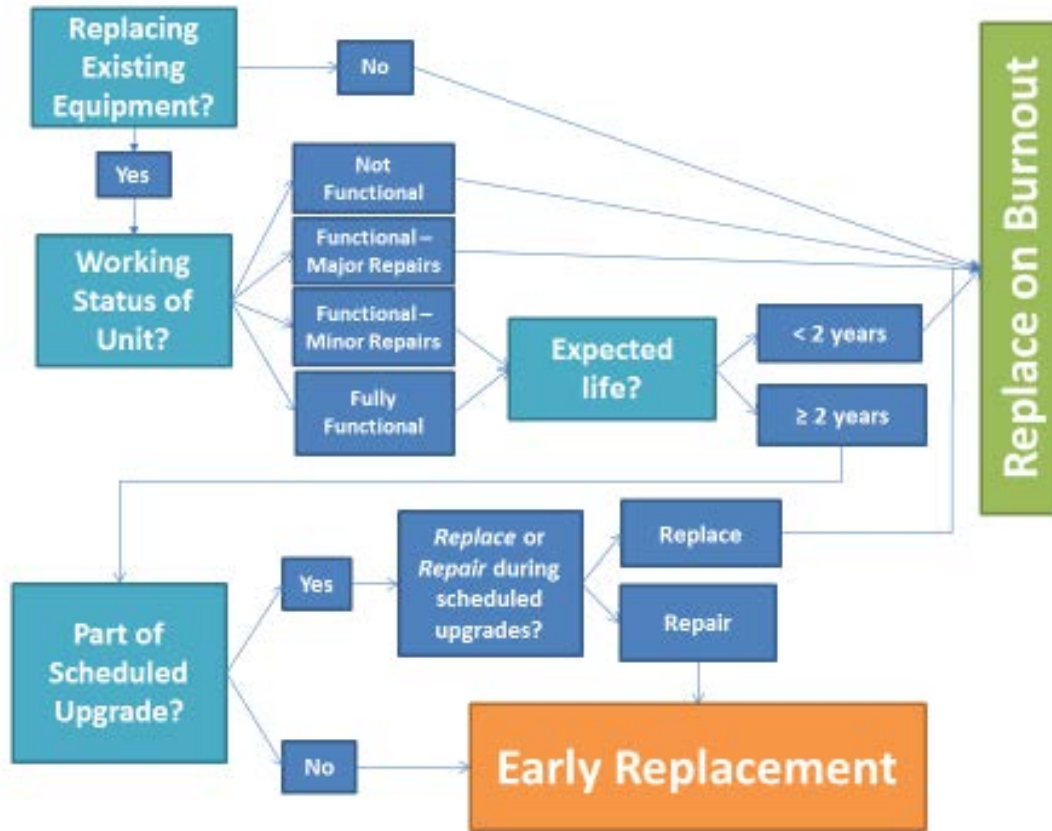 Replacing
Existing
Equipment?
No
Yes
Working
Status of
Unit?
Not
Functional
Functional –
Major Repairs
Functional –
Minor Repairs
Fully
Functional
Expected
life?
< 2 years
≥ 2 years
Replace on Burnout
Part of
Scheduled
Upgrade?
Yes
No
Replace or
Repair during
scheduled
upgrades?
Replace
Repair
Early Replacement